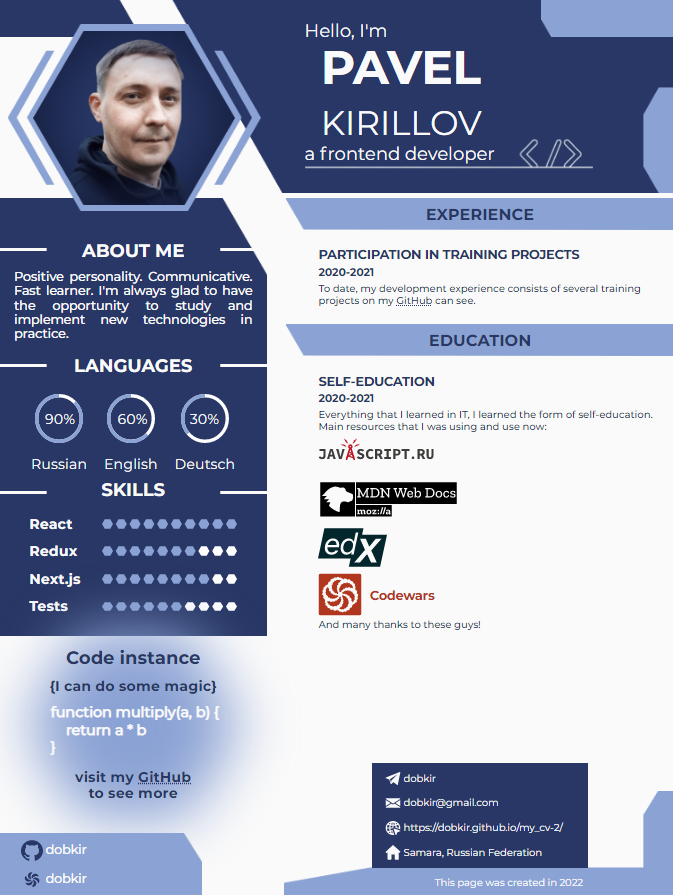 Hello, I'm
PAVEL
KIRILLOV
a frontend developer
</>
ABOUT ME
Positive personality. Communicative.
Fast learner. I'm always glad to have
the opportunity to study and
implement new technologies in
practice.
LANGUAGES
90% 60% 30%
Russian English Deutsch
SKILLS
React
Redux
Next.js
Tests
Code instance
{I can do some magic}
function multiply(a, b) {
return a * b
}
visit my GitHub
to see more
dobkir
dobkir
EXPERIENCE
PARTICIPATION IN TRAINING PROJECTS
2020-2021
To date, my development experience consists of several training
projects on my GitHub can see.
EDUCATION
SELF-EDUCATION
2020-2021
Everything that I learned in IT, I learned the form of self-education.
Main resources that I was using and use now:
JAVASCRIPT.RU
MDN Web Docs
moz://a
edX
Codewars
And many thanks to these guys!
dobkir
dobkir@gmail.com
https://dobkir.github.io/my_cv-2/
Samara, Russian Federation
This page was created in 2022